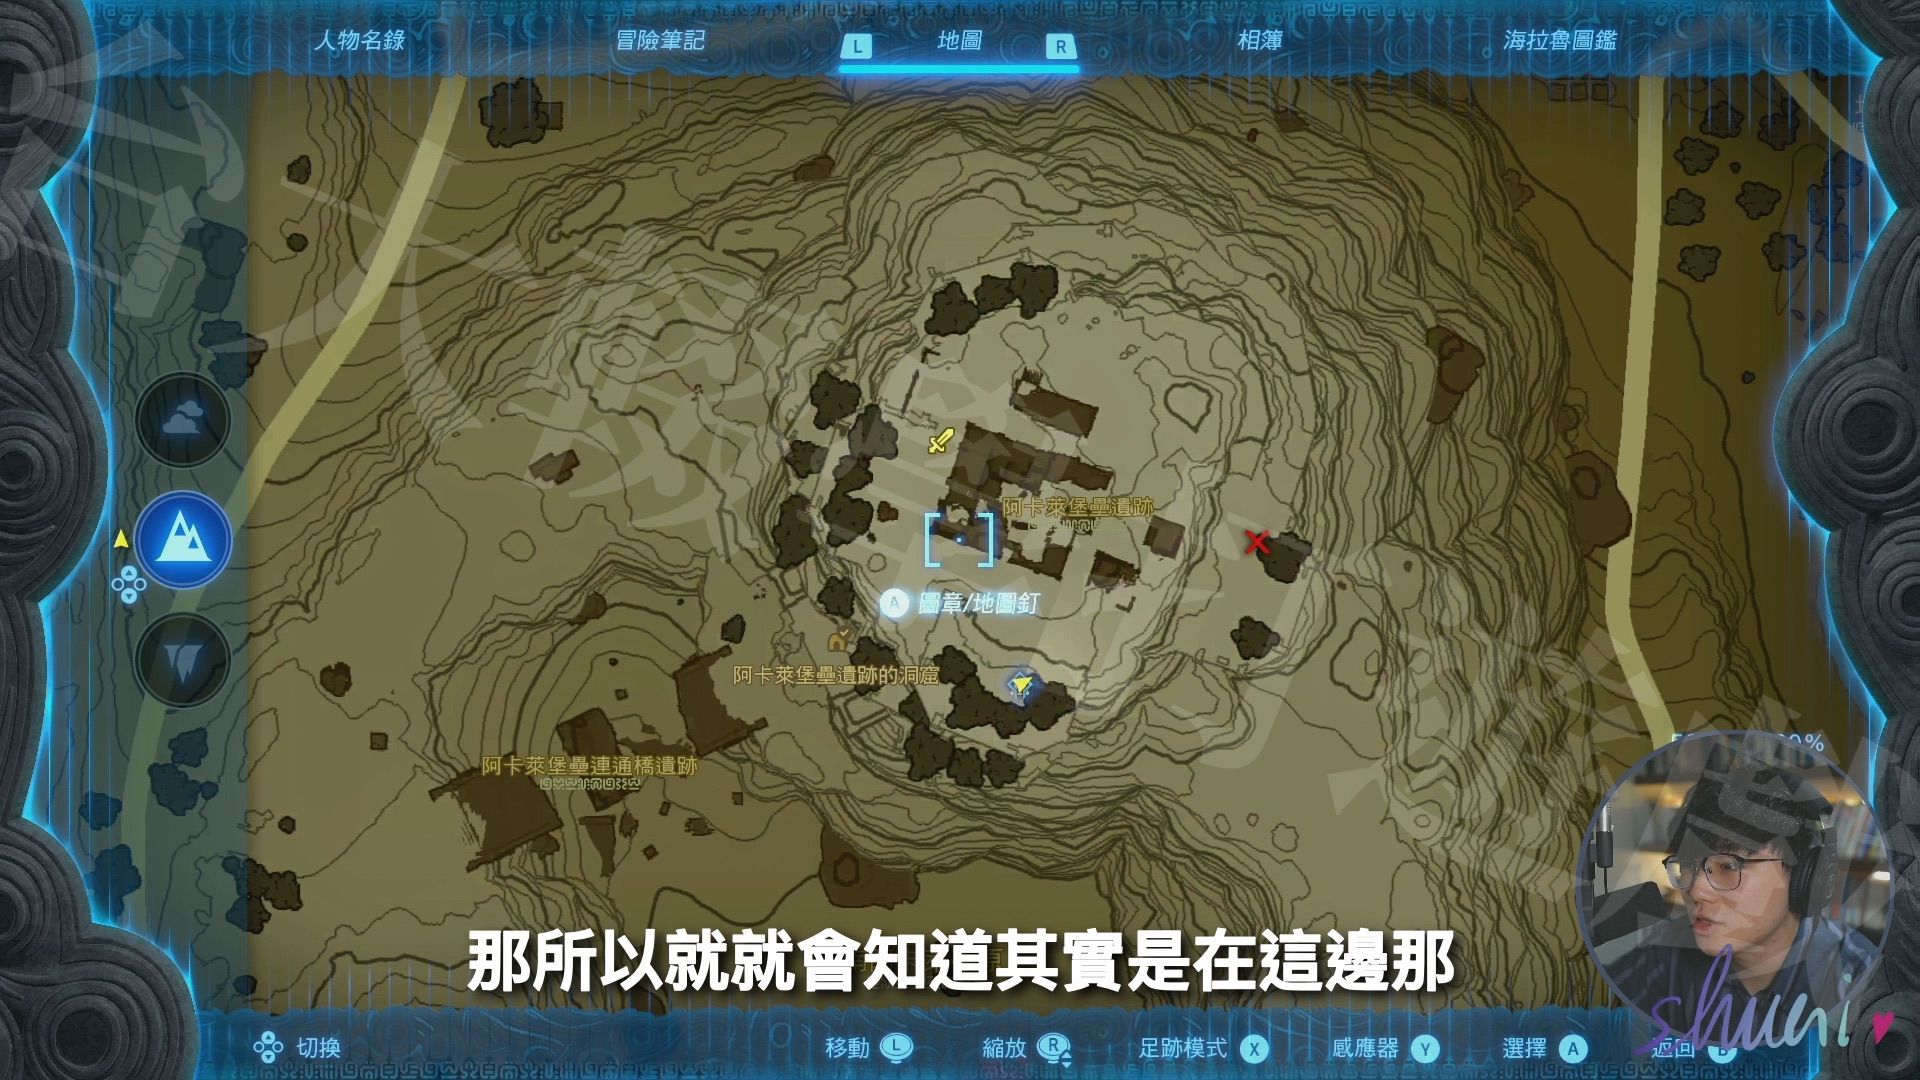 人物名錄
冒險筆記
L 地圖 R
相簿
海拉魯圖鑑
阿卡萊堡壘遺跡
A 圖章/地圖釘
阿卡萊堡壘遺跡的洞窟
阿卡萊堡壘連通橋遺跡
那所以就就會知道其實是在這邊那
shuni
切換
移動 L
縮放 R
足跡模式 X
感應器 Y
選擇 A
返回 B